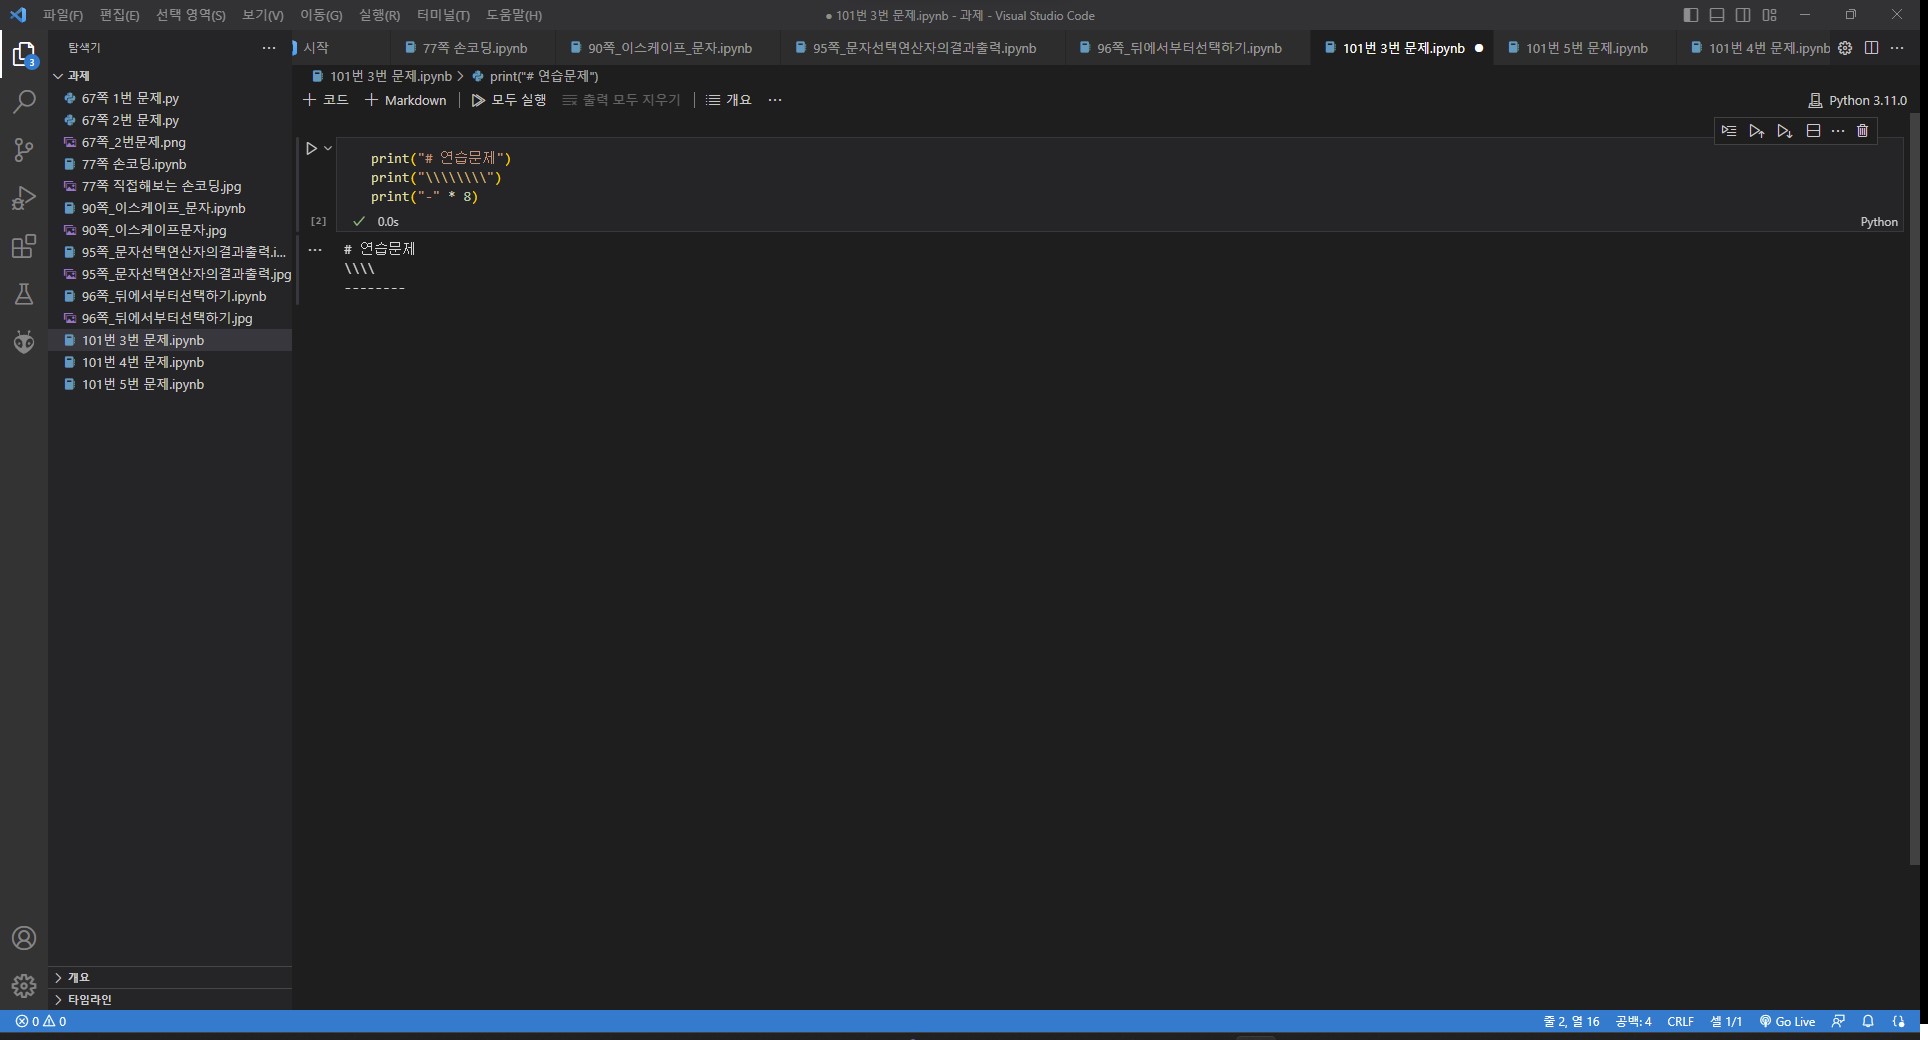 파일(F) 편집(E) 선택 영역(S) 보기(V) 이동(G) 실행(R) 터미널(T) 도움말(H)
● 101번 3번 문제.ipynb - 과제 - Visual Studio Code
탐색기
시작
77쪽 손코딩.ipynb
90쪽_이스케이프_문자.ipynb
95쪽_문자선택연산자의결과출력.ipynb
96쪽_뒤에서부터선택하기.ipynb
101번 3번 문제.ipynb
101번 5번 문제.ipynb
101번 4번 문제.ipynb
3
과제
67쪽 1번 문제.py
67쪽 2번 문제.py
67쪽_2번문제.png
77쪽 손코딩.ipynb
77쪽 직접해보는 손코딩.jpg
90쪽_이스케이프_문자.ipynb
90쪽_이스케이프문자.jpg
95쪽_문자선택연산자의결과출력.i...
95쪽_문자선택연산자의결과출력.jpg
96쪽_뒤에서부터선택하기.ipynb
96쪽_뒤에서부터선택하기.jpg
101번 3번 문제.ipynb
101번 4번 문제.ipynb
101번 5번 문제.ipynb
개요
타임라인
101번 3번 문제.ipynb > print("# 연습문제")
+ 코드 + Markdown | 모두 실행 출력 모두 지우기 | 개요 ...
Python 3.11.0
print("# 연습문제")
print("\\\\\\\\")
print("-" * 8)
[2] ✓ 0.0s
Python
# 연습문제
\\\\
--------
0 0
줄 2, 열 16 공백: 4 CRLF 셀 1/1 Go Live